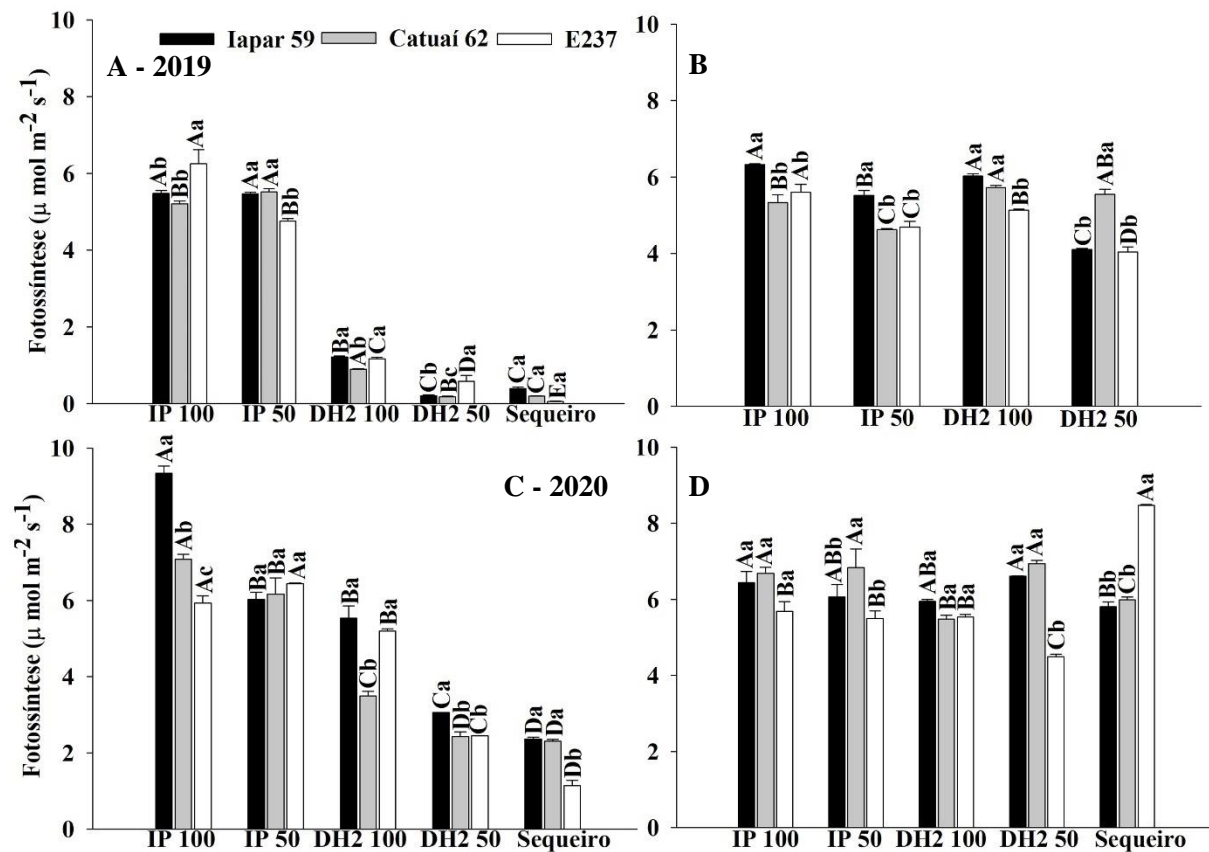 Iapar 59 Catuaí 62 E237
A - 2019
Fotossíntese (µ mol m⁻² s⁻¹)
10
8
6
4
2
0
Ab Bb Aa
Aa Aa Bb
Ba Ab Ca
Cb Bc Da
Ca Ca Ea
IP 100 IP 50 DH2 100 DH2 50 Sequeiro
B
10
8
6
4
2
0
Aa Bb Ab
Ba Cb Cb
Aa Aa Bb
Cb ABa Db
IP 100 IP 50 DH2 100 DH2 50
C - 2020
Fotossíntese (µ mol m⁻² s⁻¹)
10
8
6
4
2
0
Aa Ab Ac
Ba Ba Aa
Ba Cb Ba
Ca Db Cb
Da Da Db
IP 100 IP 50 DH2 100 DH2 50 Sequeiro
D
10
8
6
4
2
0
Aa Aa Ba
ABb Aa Bb
ABa Ba Ba
Aa Aa Cb
Bb Cb Aa
IP 100 IP 50 DH2 100 DH2 50 Sequeiro